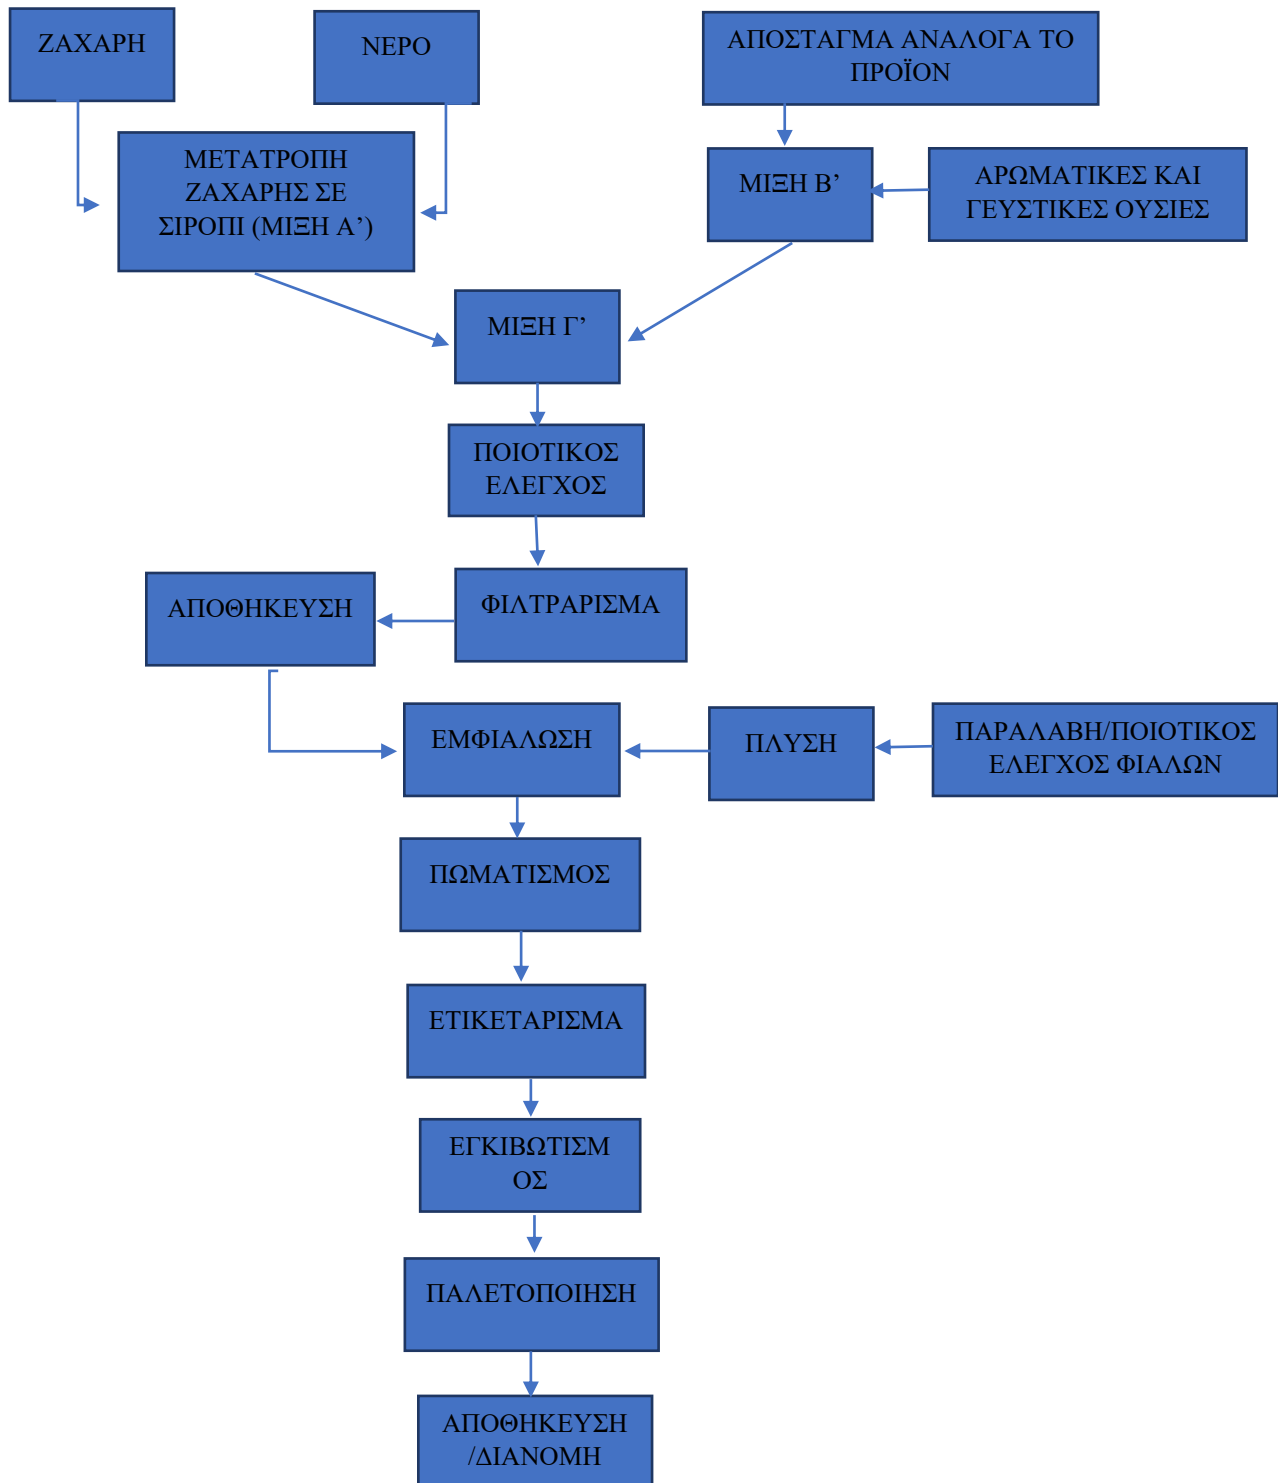 ΖΑΧΑΡΗ
ΝΕΡΟ
ΑΠΟΣΤΑΓΜΑ ΑΝΑΛΟΓΑ ΤΟ
ΠΡΟΪΟΝ
ΜΕΤΑΤΡΟΠΗ
ΖΑΧΑΡΗΣ ΣΕ
ΣΙΡΟΠΙ (ΜΙΞΗ Α’)
ΜΙΞΗ Β’
ΑΡΩΜΑΤΙΚΕΣ ΚΑΙ
ΓΕΥΣΤΙΚΕΣ ΟΥΣΙΕΣ
ΜΙΞΗ Γ’
ΠΟΙΟΤΙΚΟΣ
ΕΛΕΓΧΟΣ
ΑΠΟΘΗΚΕΥΣΗ
ΦΙΛΤΡΑΡΙΣΜΑ
ΕΜΦΙΑΛΩΣΗ
ΠΛΥΣΗ
ΠΑΡΑΛΑΒΗ/ΠΟΙΟΤΙΚΟΣ
ΕΛΕΓΧΟΣ ΦΙΑΛΩΝ
ΠΩΜΑΤΙΣΜΟΣ
ΕΤΙΚΕΤΑΡΙΣΜΑ
ΕΓΚΙΒΩΤΙΣΜ
ΟΣ
ΠΑΛΕΤΟΠΟΙΗΣΗ
ΑΠΟΘΗΚΕΥΣΗ
/ΔΙΑΝΟΜΗ